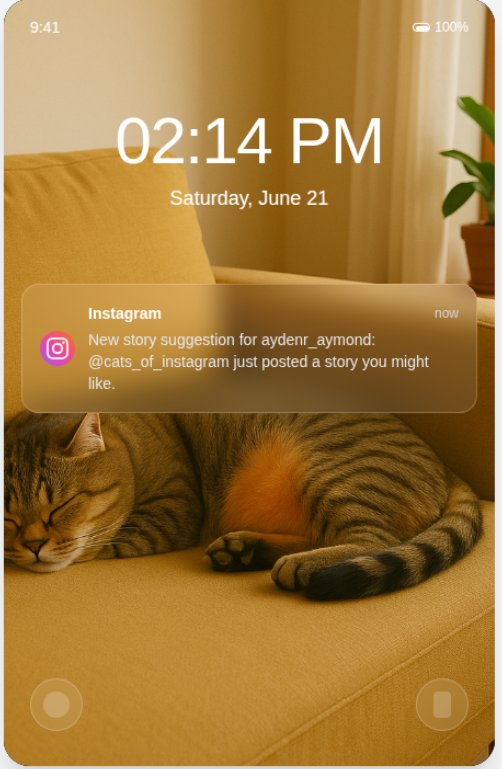 9:41
100%
02:14 PM
Saturday, June 21
Instagram
now
New story suggestion for aydenr_aymond:
@cats_of_instagram just posted a story you might
like.